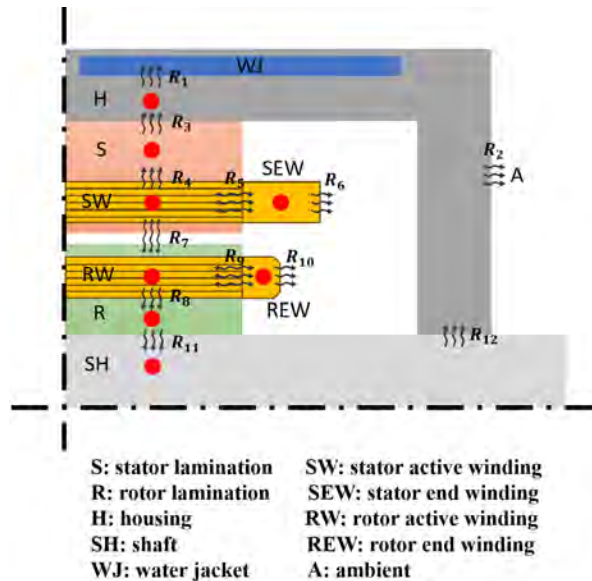 WJ
R1
H
R3
R2
S
SEW
A
R4
R5
R6
SW
R7
R9
R10
RW
R8
REW
R
R11
R12
SH
S: stator lamination
SW: stator active winding
R: rotor lamination
SEW: stator end winding
H: housing
RW: rotor active winding
SH: shaft
REW: rotor end winding
WJ: water jacket
A: ambient